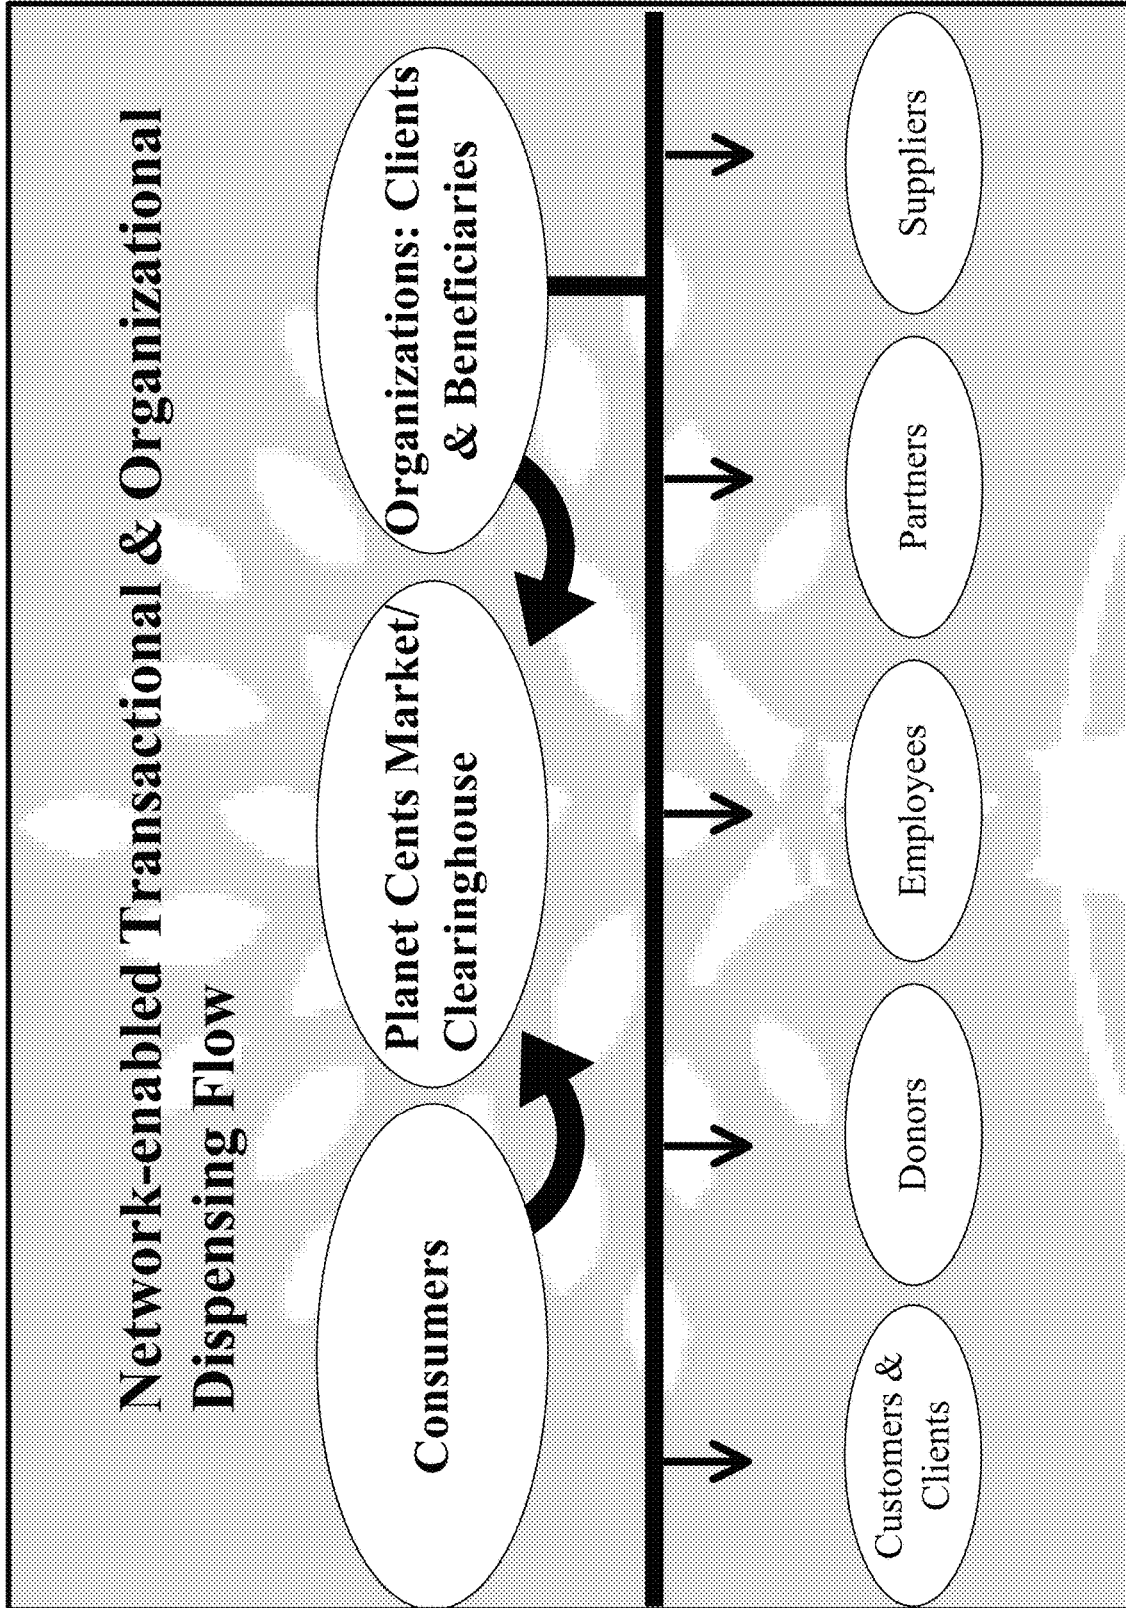 Network-enabled Transactional & Organizational
Dispensing Flow
Consumers
Planet Cents Market/
Clearinghouse
Organizations: Clients
& Beneficiaries
Customers &
Clients
Donors
Employees
Partners
Suppliers